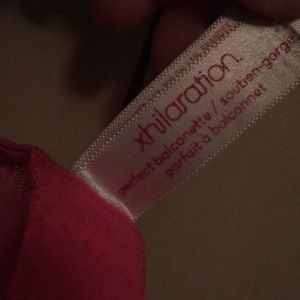 xhilaration.
perfect balconette / soutien-gorge
parfait à balconnet